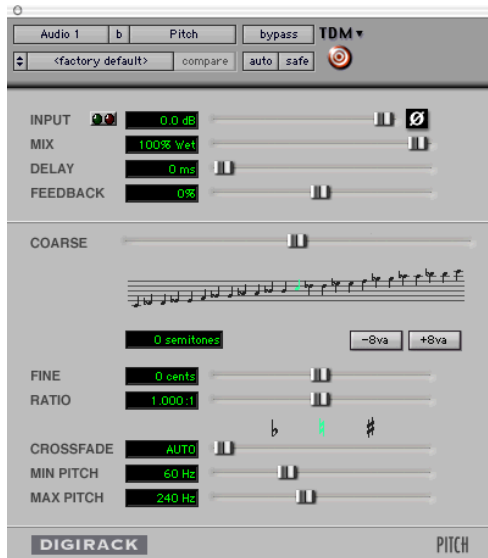 Audio 1 b Pitch bypass TDM
<factory default> compare auto safe
INPUT 0.0 dB Ø
MIX 100% Wet
DELAY 0 ms
FEEDBACK 0%
COARSE
0 semitones -8va +8va
FINE 0 cents
RATIO 1.000:1
♭ ♮ ♯
CROSSFADE AUTO
MIN PITCH 60 Hz
MAX PITCH 240 Hz
DIGIRACK PITCH